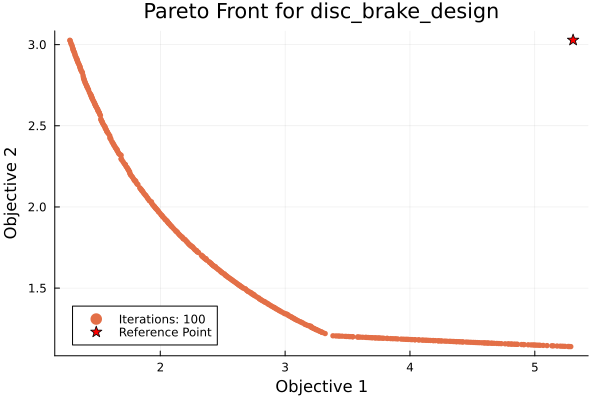 Pareto Front for disc_brake_design
Objective 2
3.0
2.5
2.0
1.5
Iterations: 100
Reference Point
2
3
4
5
Objective 1